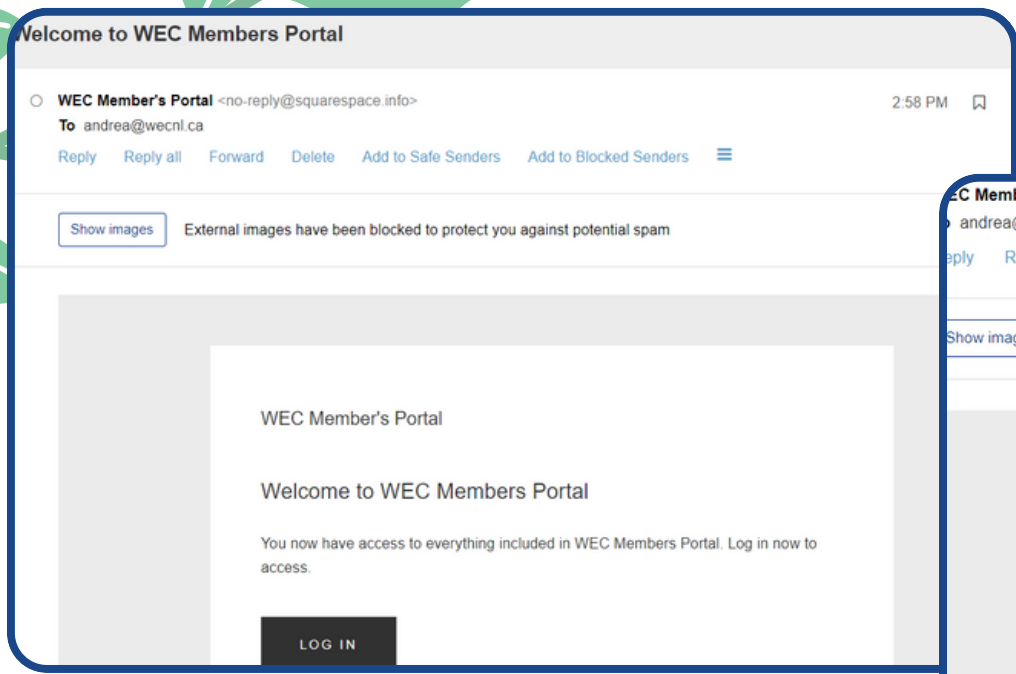 Welcome to WEC Members Portal
WEC Member's Portal <no-reply@squarespace.info>
2:58 PM
To andrea@wecnl.ca
Reply Reply all Forward Delete Add to Safe Senders Add to Blocked Senders
Show images External images have been blocked to protect you against potential spam
WEC Member's Portal
Welcome to WEC Members Portal
You now have access to everything included in WEC Members Portal. Log in now to
access.
LOG IN
EC Memb
andrea@
eply R
Show imag